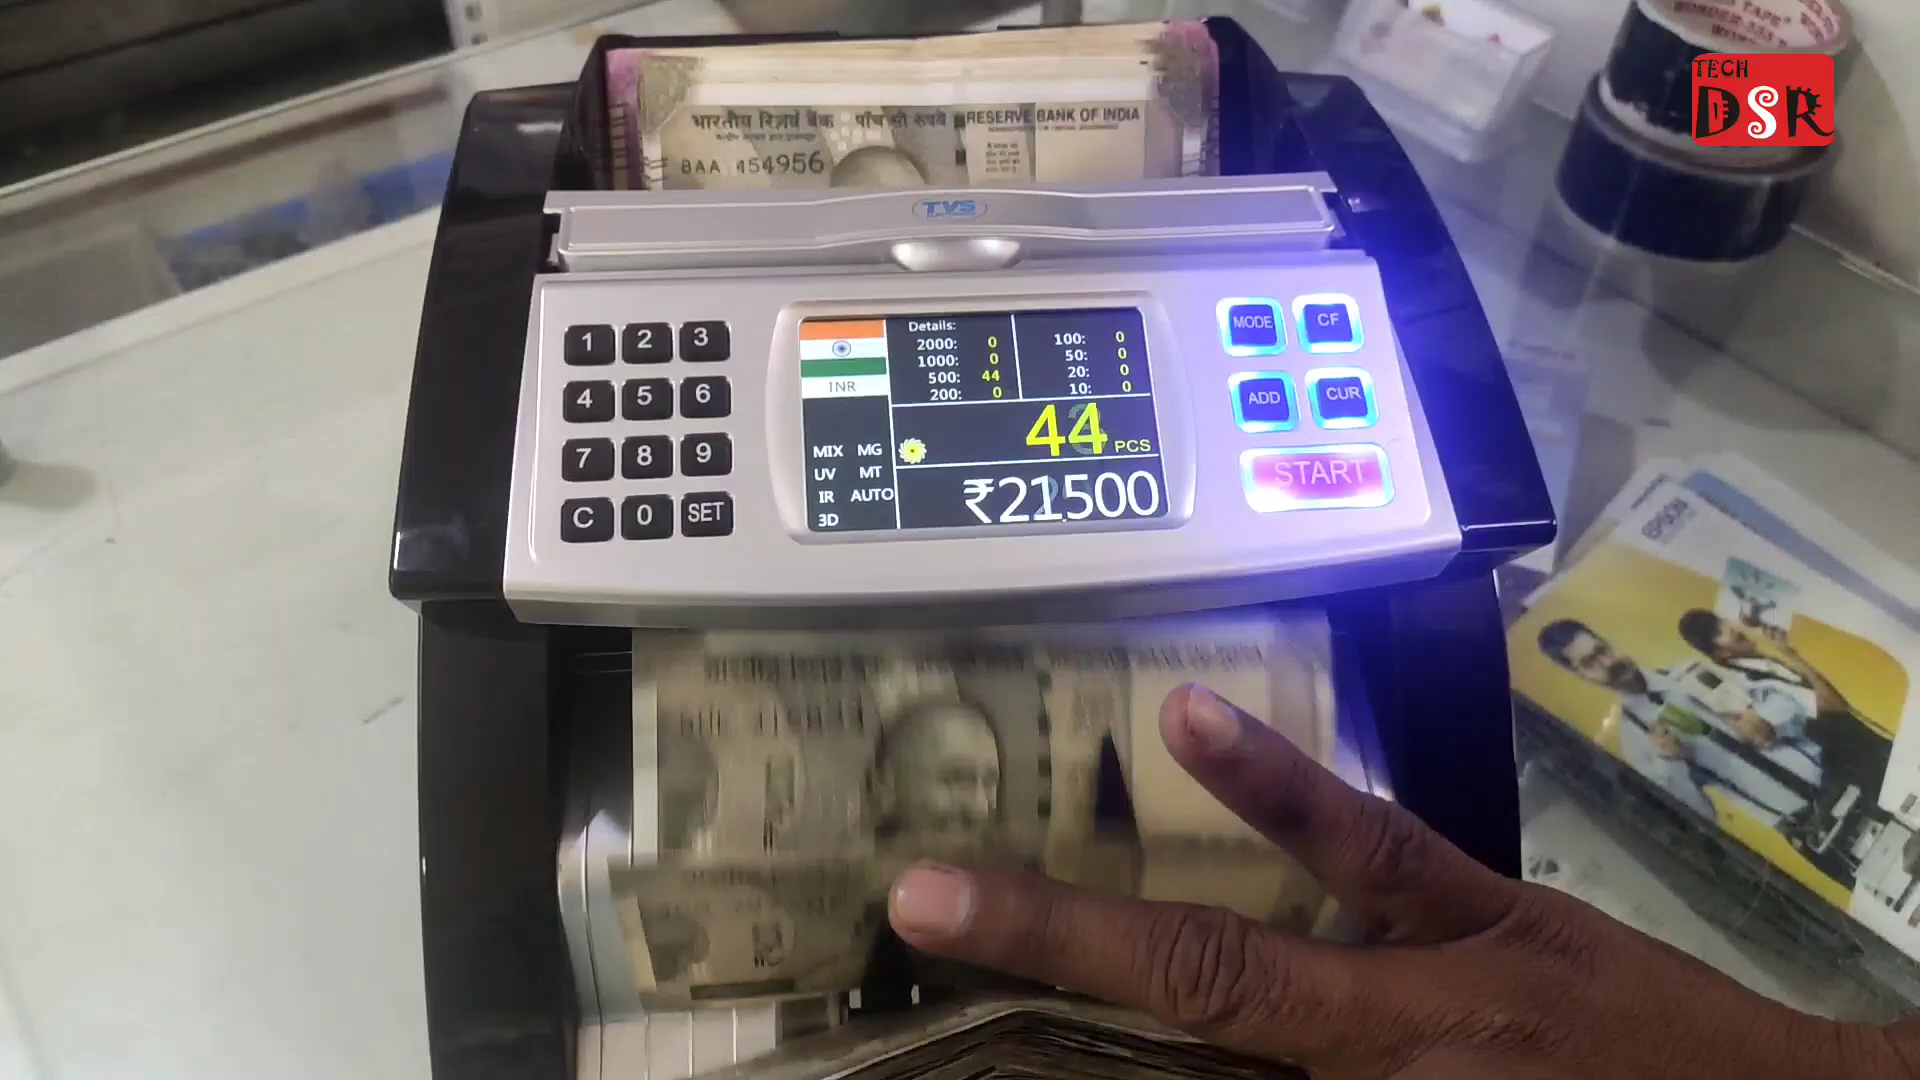 TECH
DSR
भारतीय रिज़र्व बैंक पाँच सौ रुपये RESERVE BANK OF INDIA
8AA 454956
TVS
1 2 3
4 5 6
7 8 9
C 0 SET
INR
MIX MG
UV MT
IR AUTO
3D
Details:
2000: 0
1000: 0
500: 44
200: 0
100: 0
50: 0
20: 0
10: 0
44 PCS
₹21500
MODE CF
ADD CUR
START
EPSON